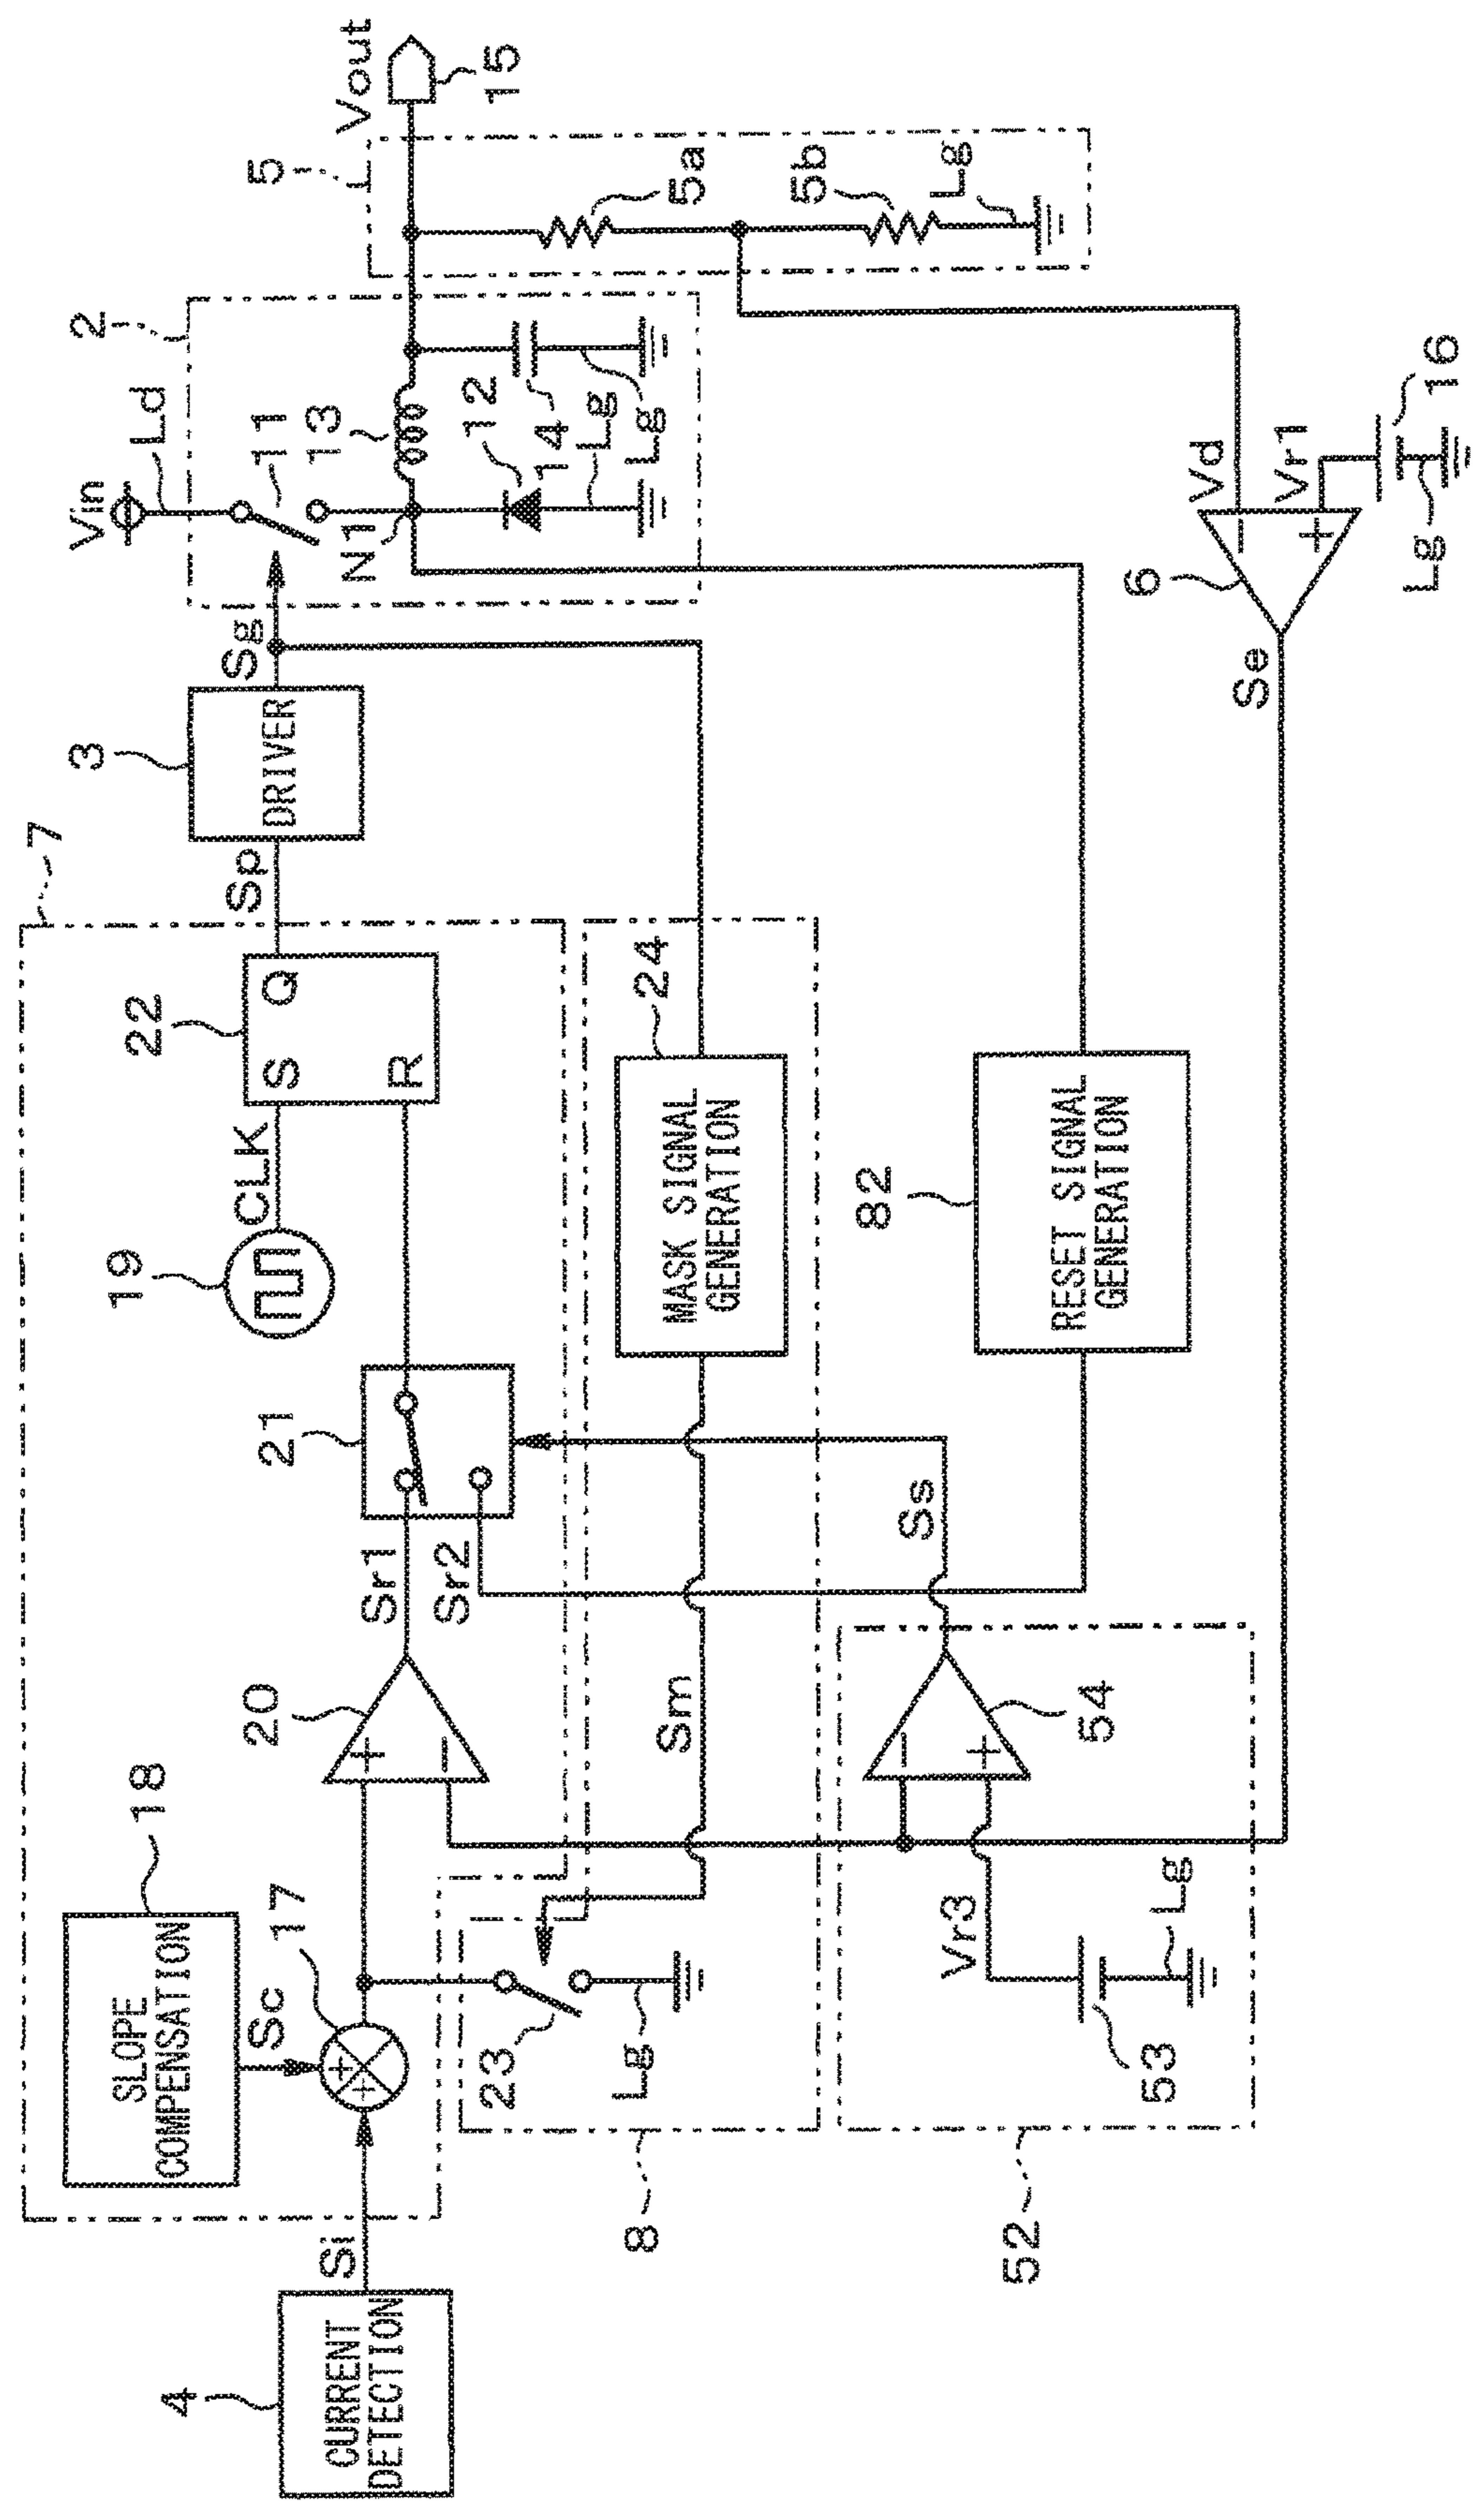 7
SLOPE
COMPENSATION
18
Sc
17
4
CURRENT
DETECTION
Si
20
+
−
+
+
Sr1
Sr2
21
19
CLK
22
S
Q
R
Sp
3
DRIVER
Sg
2
Vin
Ld
11
13
N1
12
14
Lg
Lg
5
Vout
15
5a
5b
Lg
23
Lg
8
Sm
MASK SIGNAL
GENERATION
24
52
53
Vr3
Lg
−
+
54
Ss
82
RESET SIGNAL
GENERATION
Se
6
−
+
Vd
Vr1
Lg
16